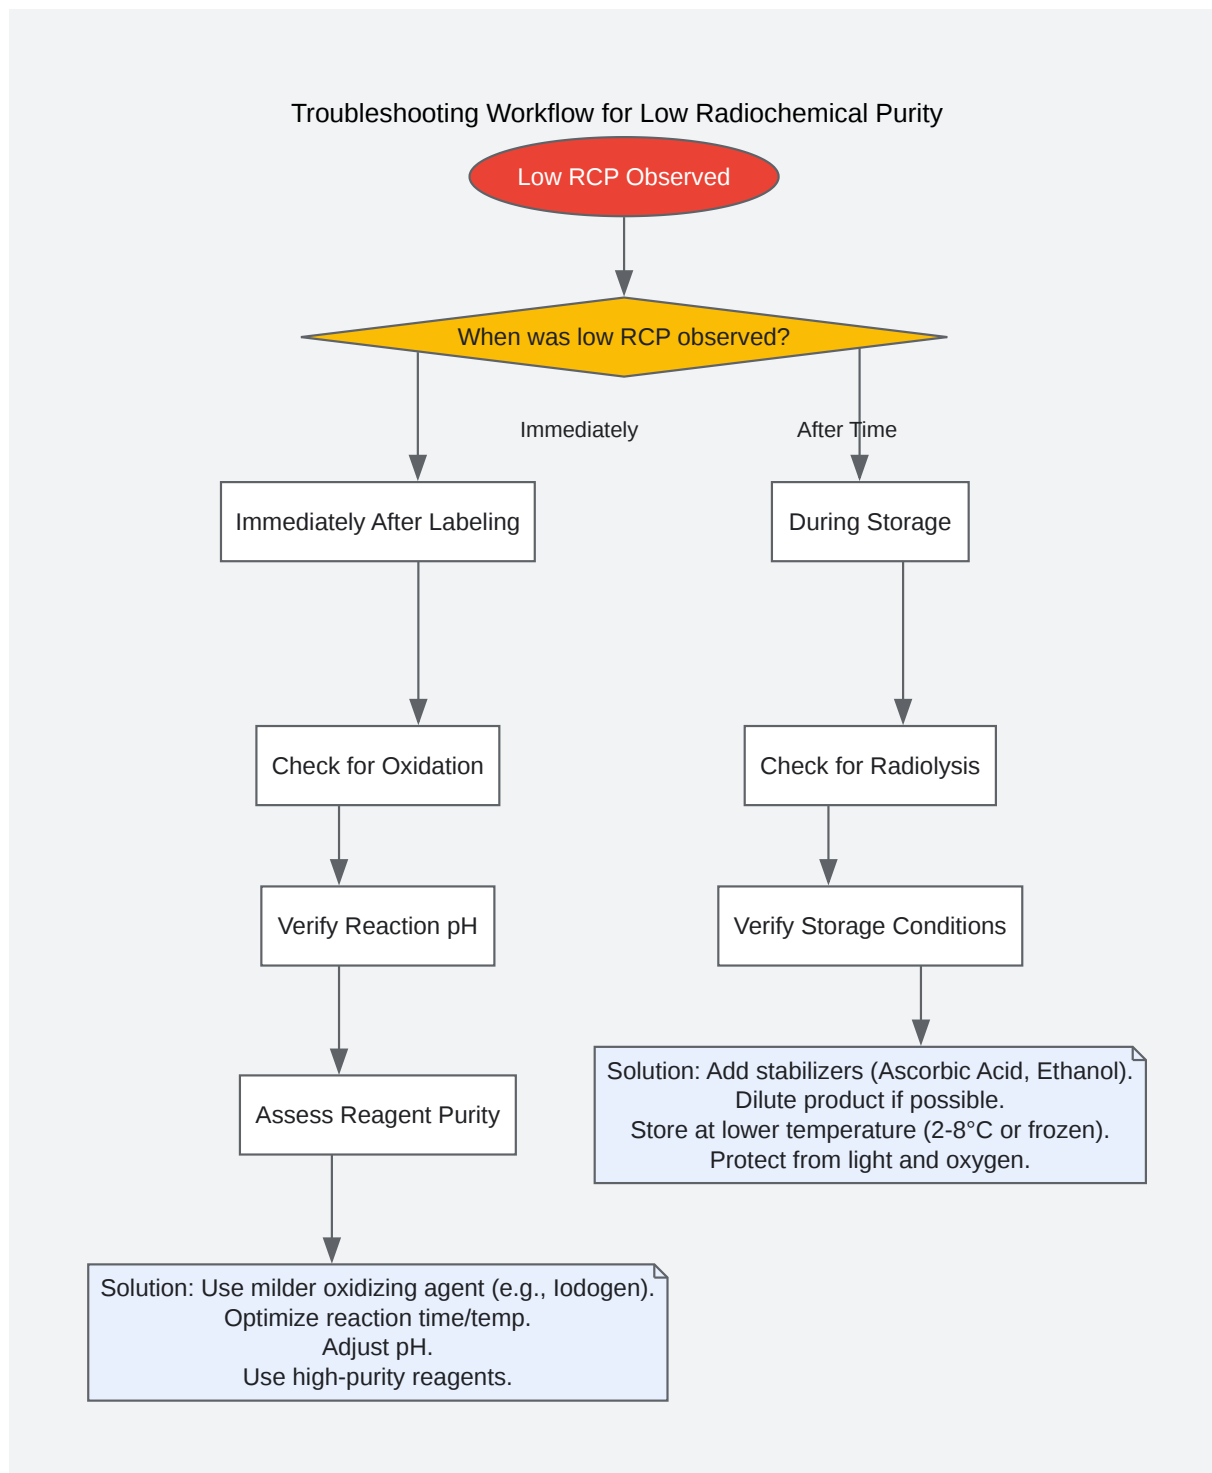 Troubleshooting Workflow for Low Radiochemical Purity
Low RCP Observed
When was low RCP observed?
Immediately
After Time
Immediately After Labeling
During Storage
Check for Oxidation
Check for Radiolysis
Verify Reaction pH
Verify Storage Conditions
Assess Reagent Purity
Solution: Add stabilizers (Ascorbic Acid, Ethanol).
Dilute product if possible.
Store at lower temperature (2-8°C or frozen).
Protect from light and oxygen.
Solution: Use milder oxidizing agent (e.g., Iodogen).
Optimize reaction time/temp.
Adjust pH.
Use high-purity reagents.